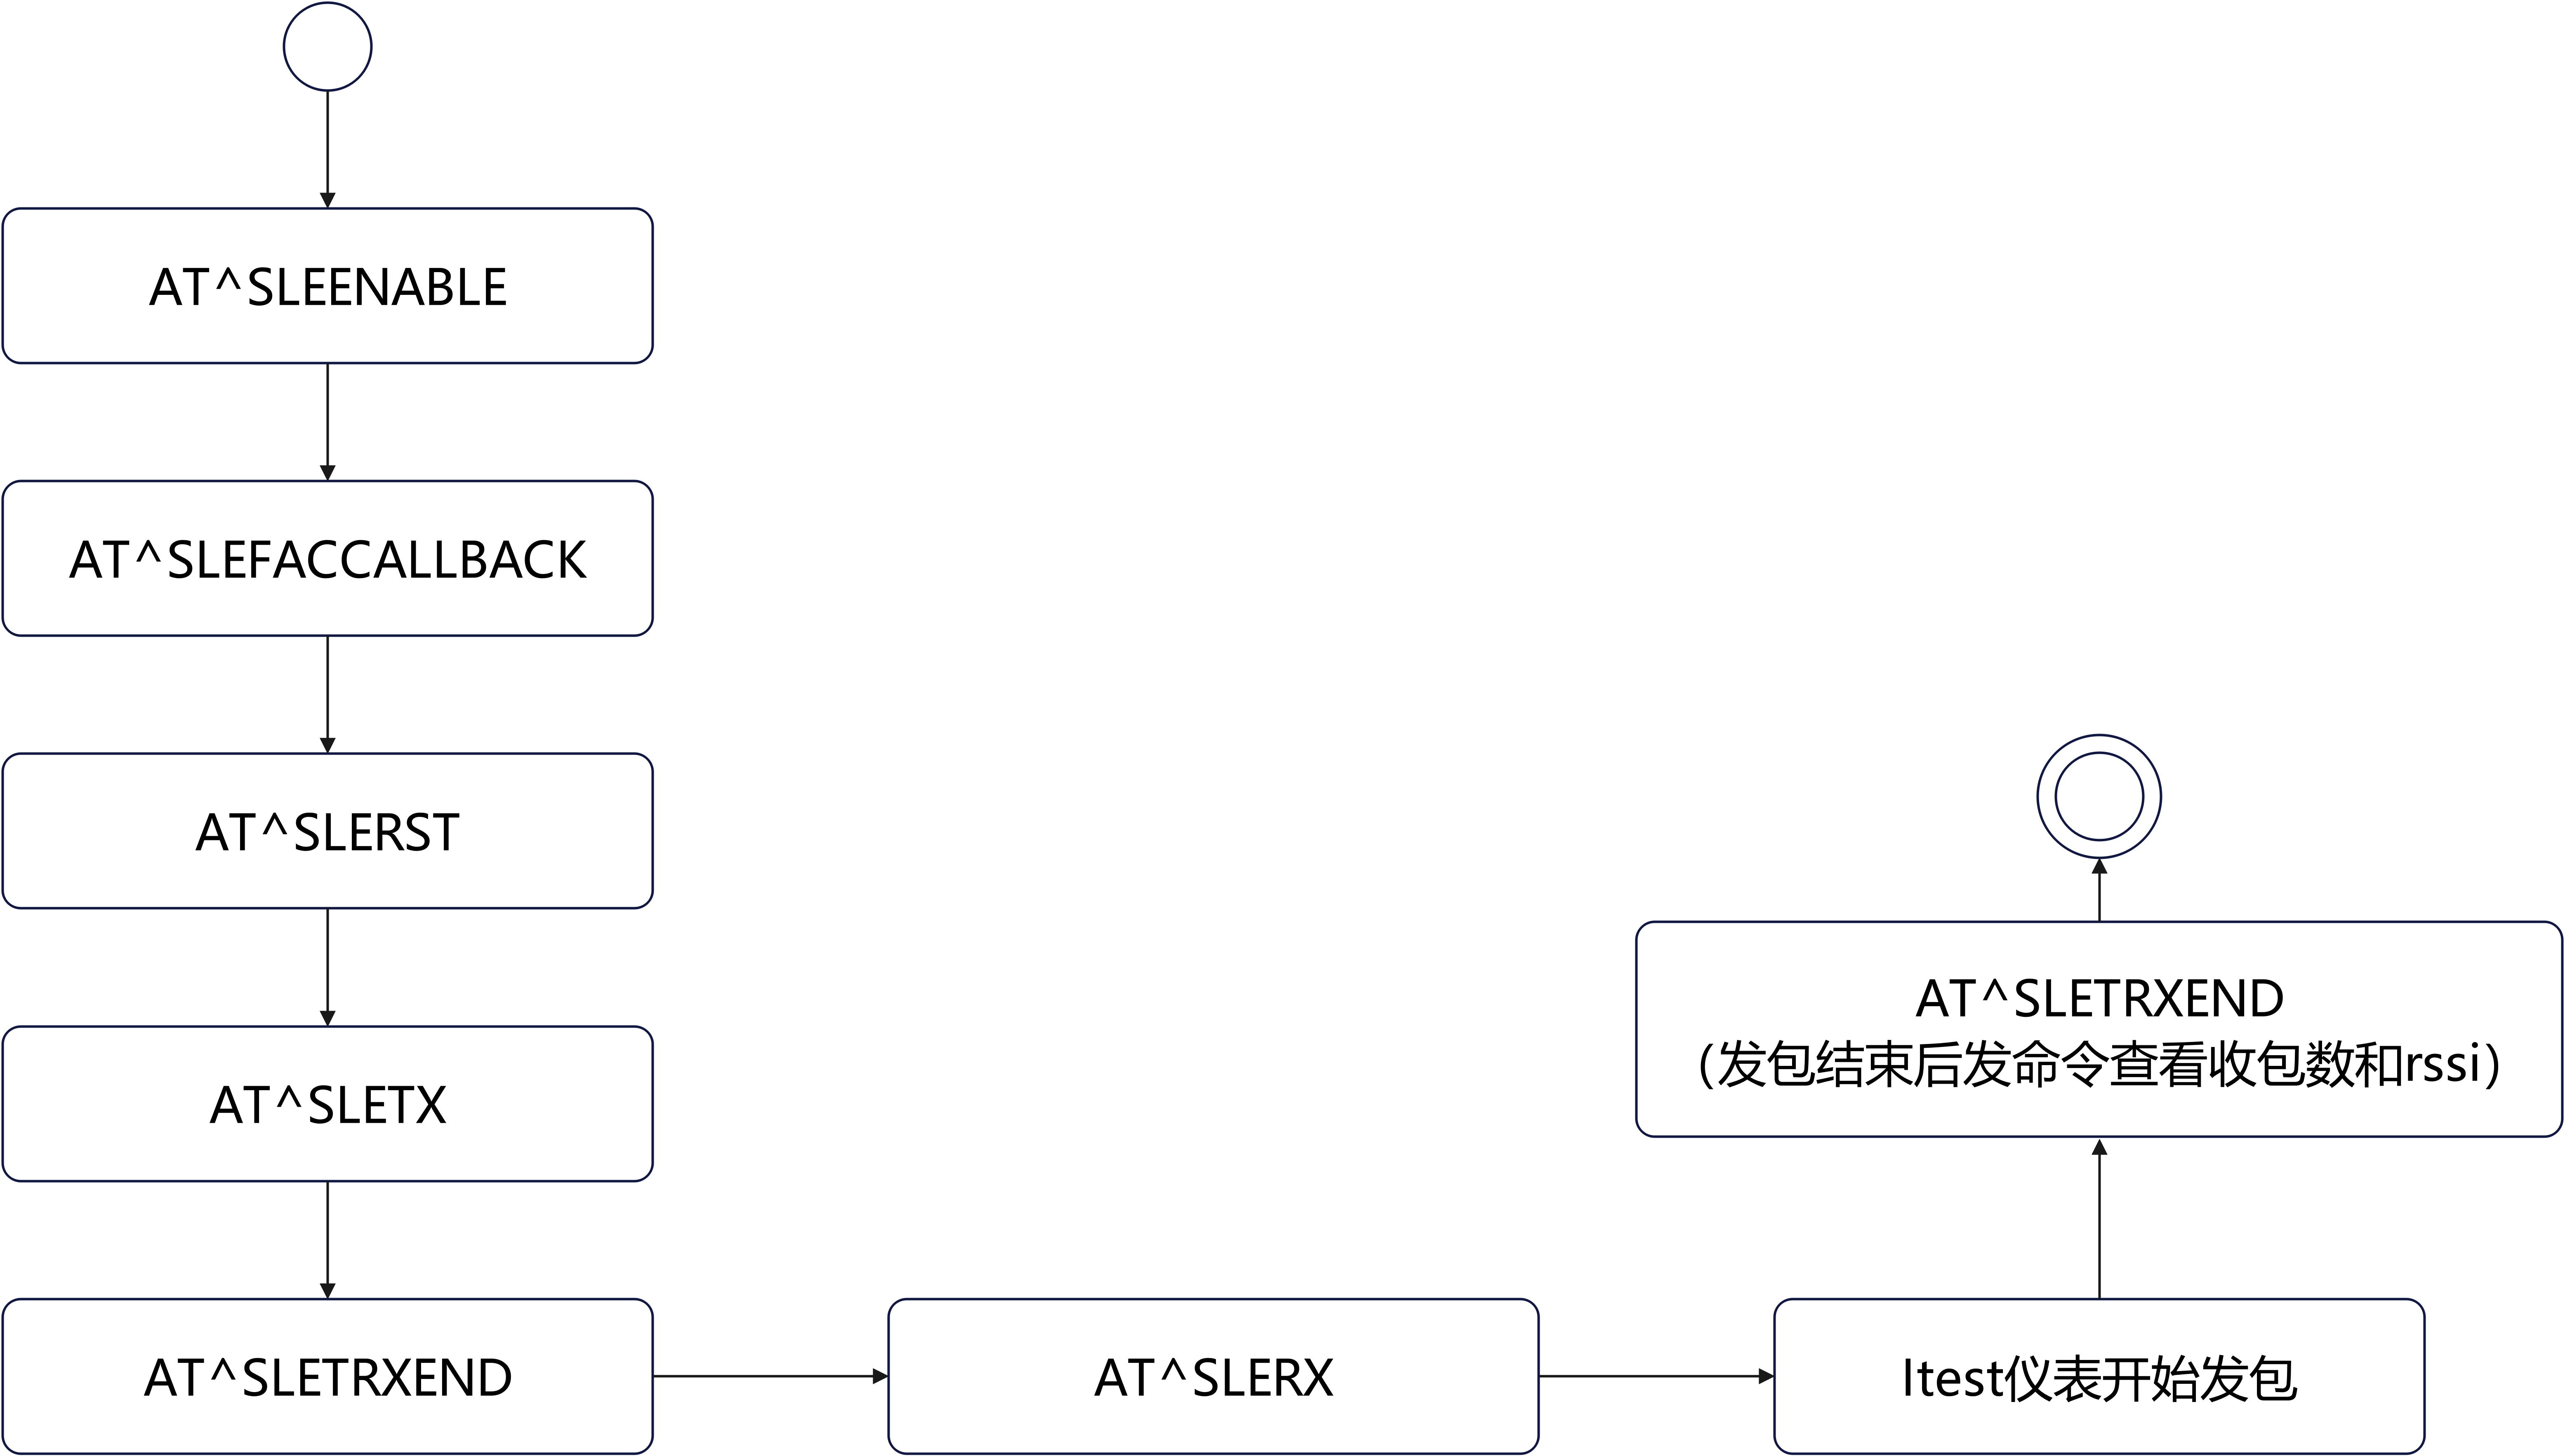 AT^SLEENABLE
AT^SLEFACCALLBACK
AT^SLERST
AT^SLETX
AT^SLETRXEND
AT^SLERX
Itest仪表开始发包
AT^SLETRXEND
（发包结束后发命令查看收包数和rssi）